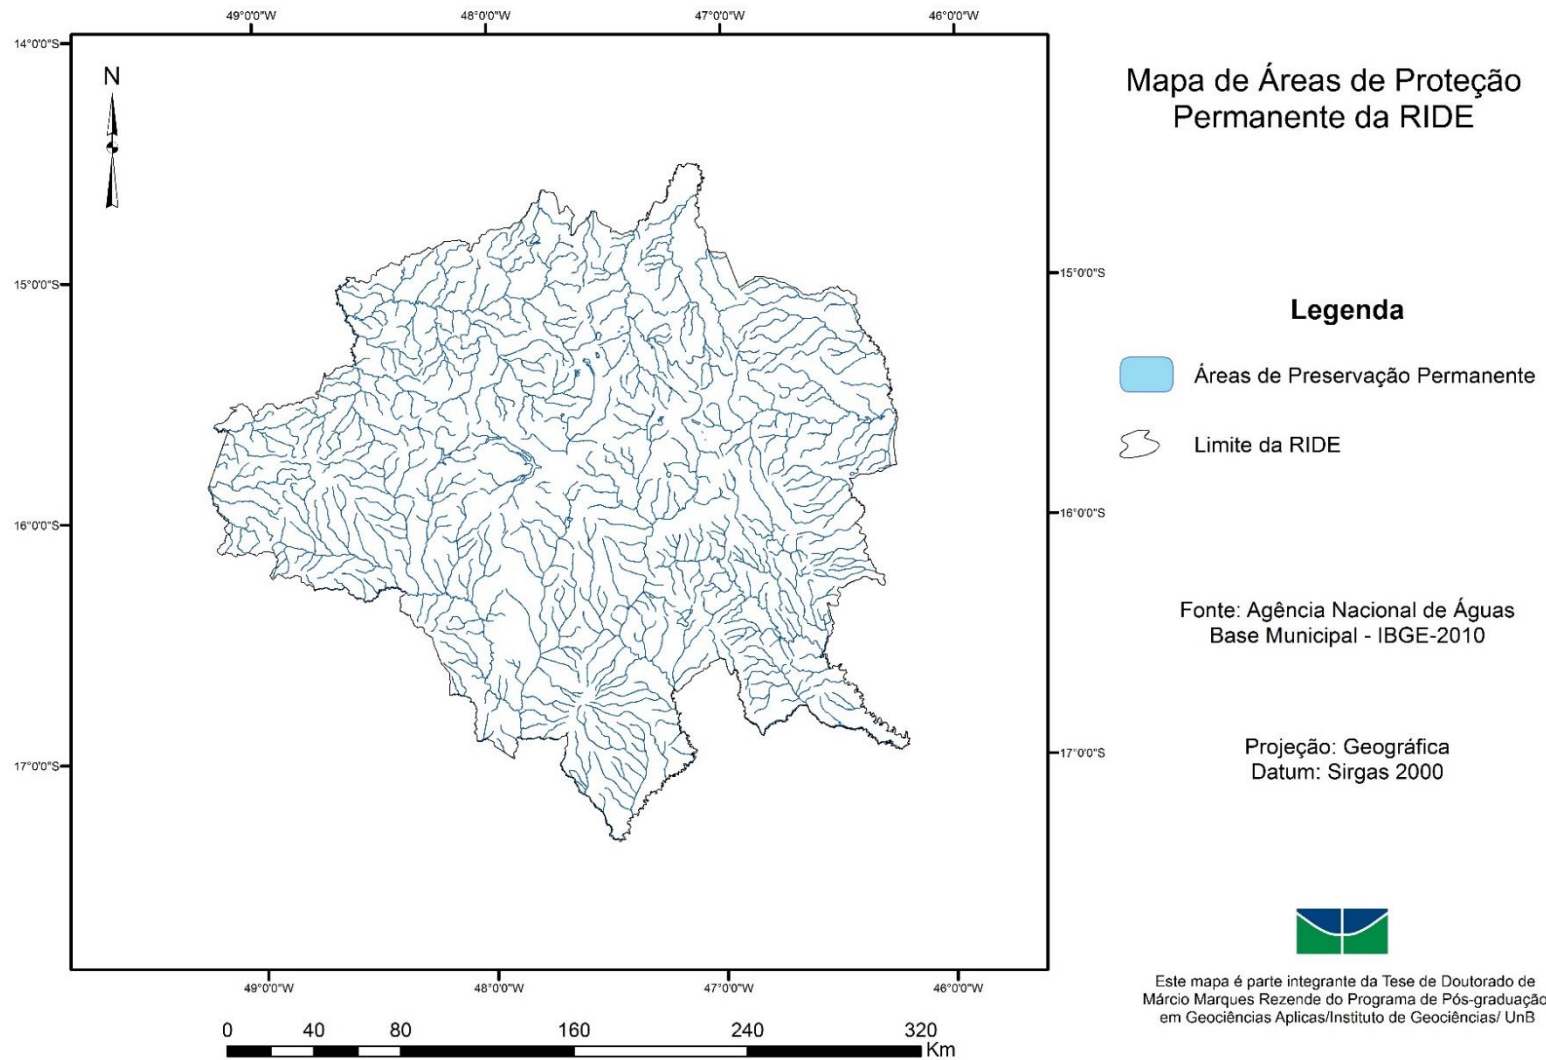 49°0'0"W 48°0'0"W 47°0'0"W 46°0'0"W
14°0'0"S
N
Mapa de Áreas de Proteção
Permanente da RIDE
15°0'0"S
15°0'0"S
Legenda
Áreas de Preservação Permanente
Limite da RIDE
16°0'0"S
16°0'0"S
Fonte: Agência Nacional de Águas
Base Municipal - IBGE-2010
Projeção: Geográfica
Datum: Sirgas 2000
17°0'0"S
17°0'0"S
49°0'0"W 48°0'0"W 47°0'0"W 46°0'0"W
0 40 80 160 240 320
Km
Este mapa é parte integrante da Tese de Doutorado de
Márcio Marques Rezende do Programa de Pós-graduação
em Geociências Aplicas/Instituto de Geociências/ UnB